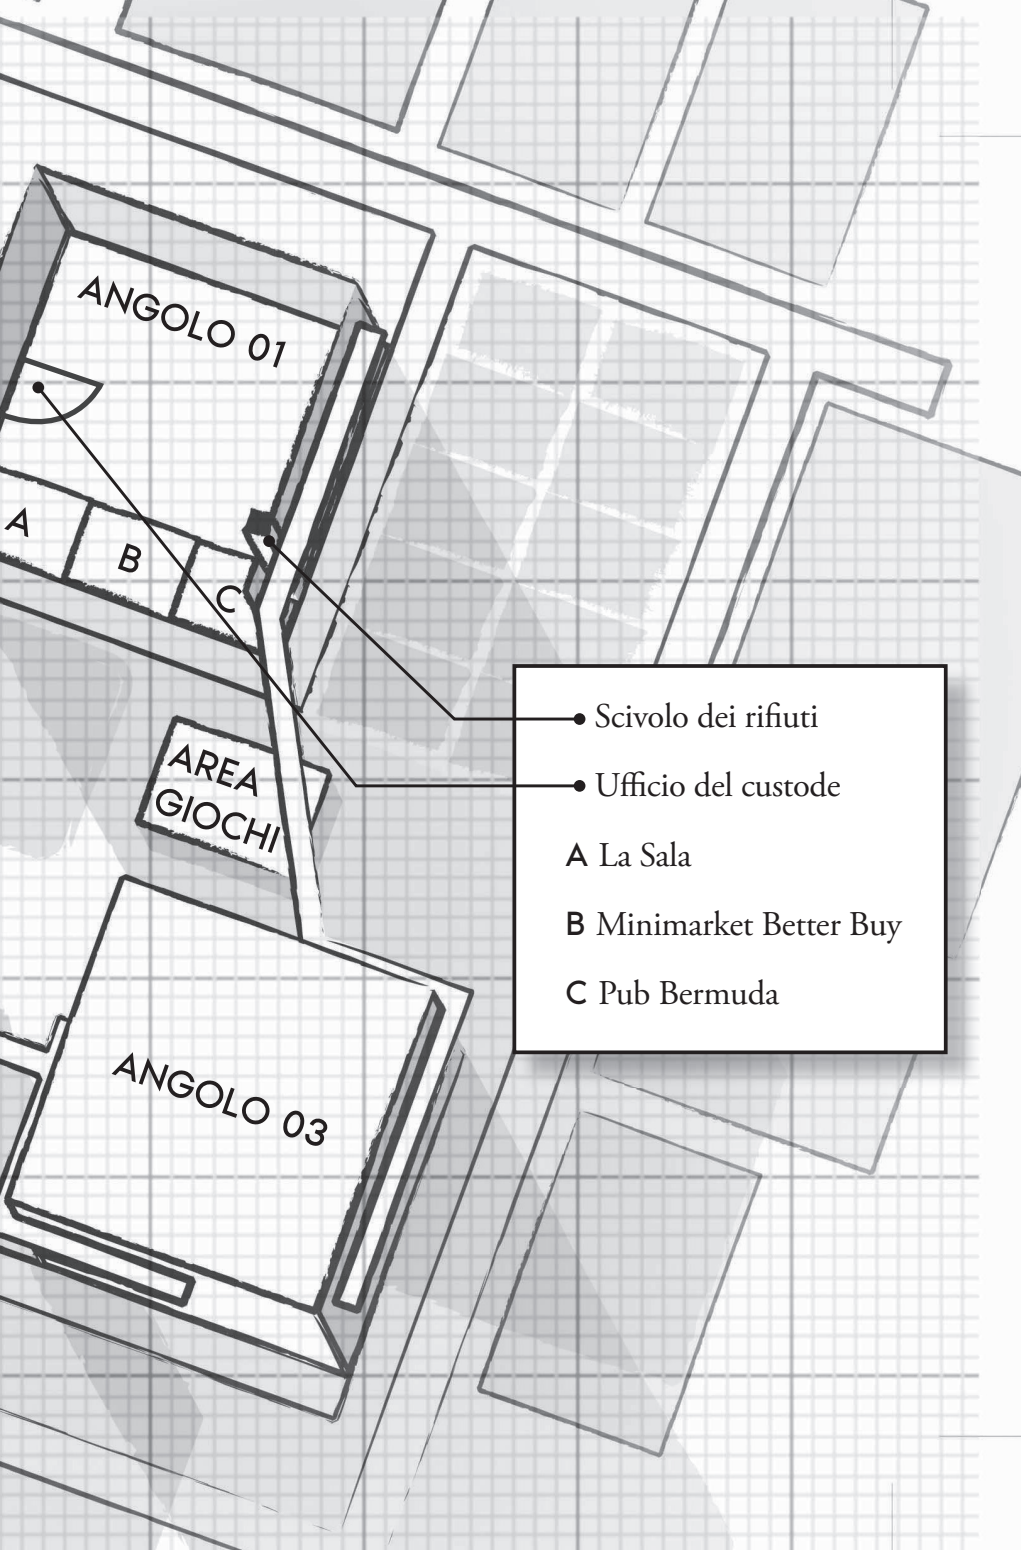 ANGOLO 01
A
B
C
AREA
GIOCHI
ANGOLO 03
Scivolo dei rifiuti
Ufficio del custode
A La Sala
B Minimarket Better Buy
C Pub Bermuda